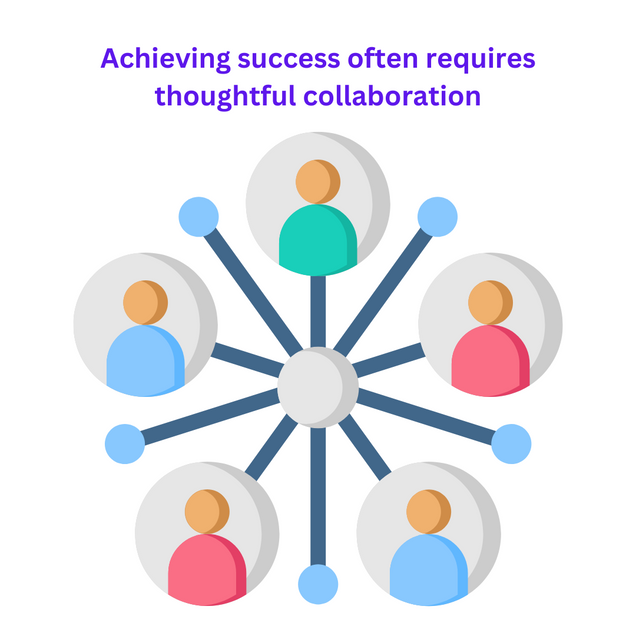 Achieving success often requires
thoughtful collaboration